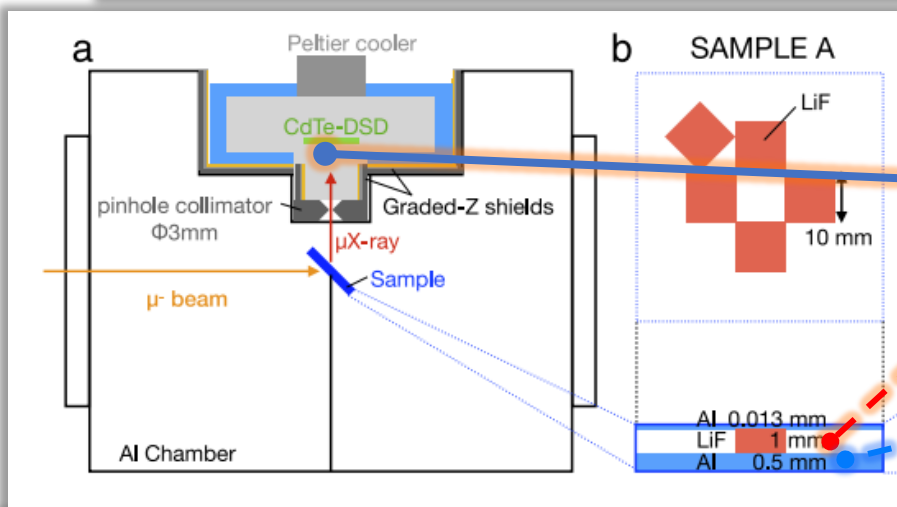 a
Peltier cooler
CdTe-DSD
pinhole collimator
Φ3mm
Graded-Z shields
μX-ray
Sample
μ- beam
Al Chamber
b
SAMPLE A
LiF
10 mm
Al 0.013 mm
LiF 1 mm
Al 0.5 mm